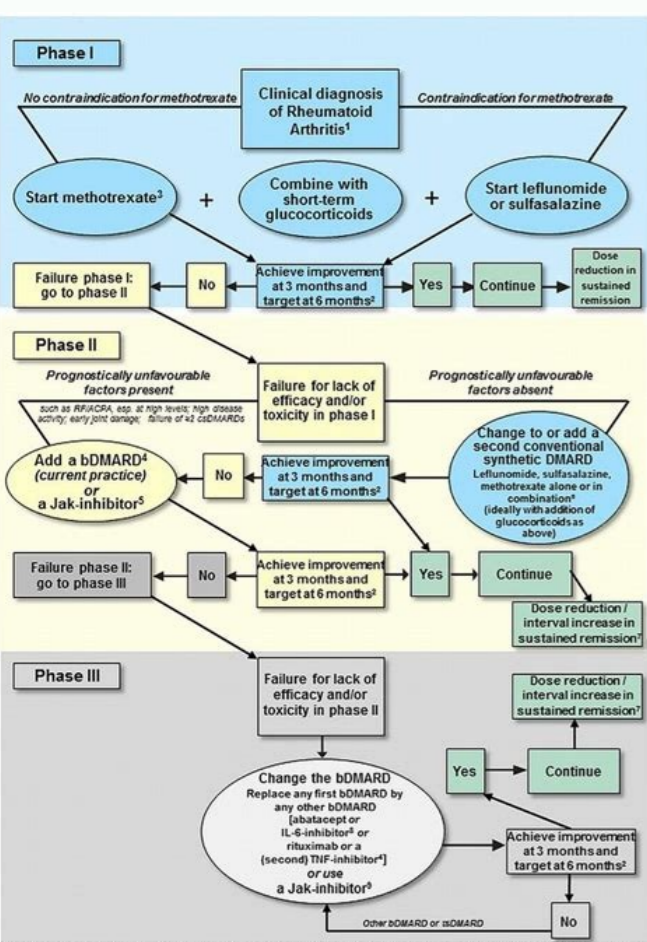 Phase I
Clinical diagnosis
of Rheumatoid
Arthritis¹
No contraindication for methotrexate
Contraindication for methotrexate
Start methotrexate³
+
Combine with
short-term
glucocorticoids
+
Start leflunomide
or sulfasalazine
Failure phase I:
go to phase II
No
Achieve improvement
at 3 months and
target at 6 months²
Yes
Continue
Dose
reduction in
sustained
remission
Phase II
Prognostically unfavourable
factors present
such as RF/ACPA, esp. at high levels; high disease
activity; early joint damage; failure of ≥2 csDMARDs
Failure for lack of
efficacy and/or
toxicity in phase I
Prognostically unfavourable
factors absent
Add a bDMARD⁴
(current practice)
or
a Jak-inhibitor⁵
No
Achieve improvement
at 3 months and
target at 6 months²
Change to or add a
second conventional
synthetic DMARD
Leflunomide, sulfasalazine,
methotrexate alone or in
combination
(ideally with addition of
glucocorticoids as
above)
Failure phase II:
go to phase III
No
Achieve improvement
at 3 months and
target at 6 months²
Yes
Continue
Dose reduction /
interval increase in
sustained remission⁷
Phase III
Failure for lack of
efficacy and/or
toxicity in phase II
Dose reduction /
interval increase in
sustained remission⁷
Yes
Continue
Change the bDMARD
Replace any first bDMARD by
any other bDMARD
[abatacept or
IL-6-inhibitor or
rituximab or a
(second) TNF-inhibitor]
or use
a Jak-inhibitor
Achieve improvement
at 3 months and
target at 6 months²
No
Other bDMARD or tsDMARD